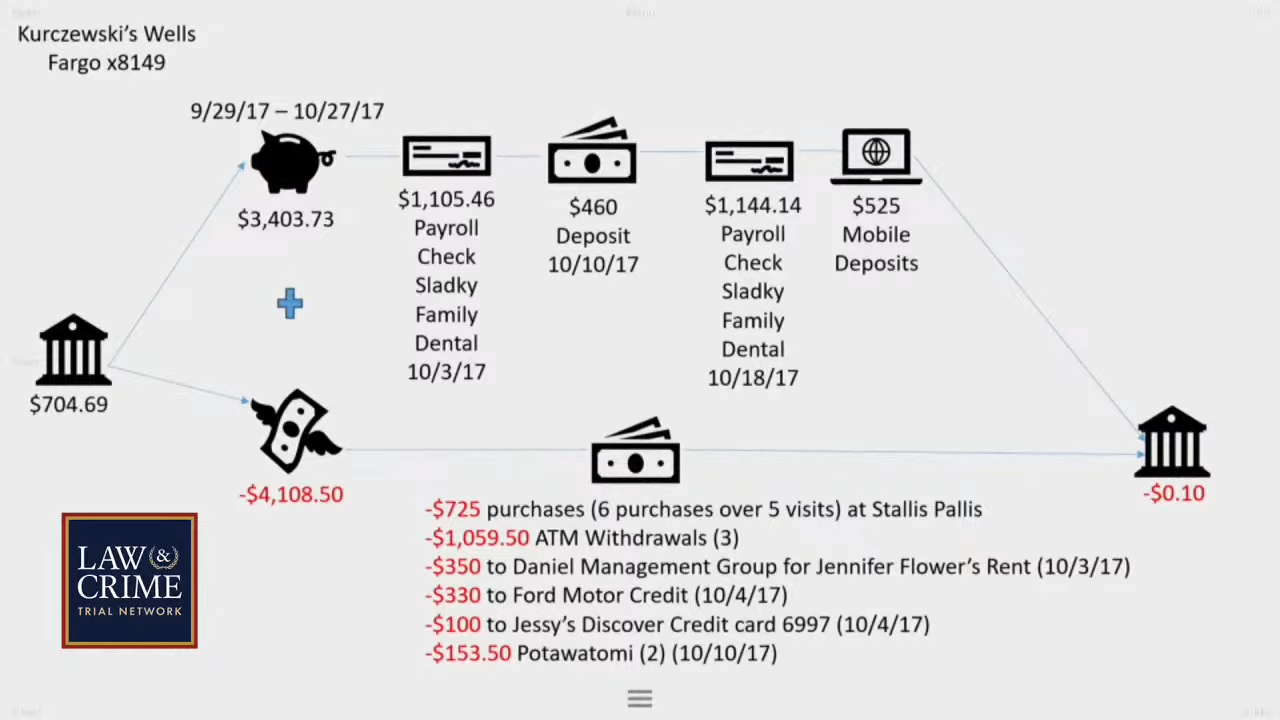 Kurczewski's Wells
Fargo x8149
9/29/17 – 10/27/17
$3,403.73
$1,105.46
Payroll
Check
Sladky
Family
Dental
10/3/17
$460
Deposit
10/10/17
$1,144.14
Payroll
Check
Sladky
Family
Dental
10/18/17
$525
Mobile
Deposits
$704.69
-$4,108.50
-$0.10
-$725 purchases (6 purchases over 5 visits) at Stallis Pallis
-$1,059.50 ATM Withdrawals (3)
-$350 to Daniel Management Group for Jennifer Flower's Rent (10/3/17)
-$330 to Ford Motor Credit (10/4/17)
-$100 to Jessy's Discover Credit card 6997 (10/4/17)
-$153.50 Potawatomi (2) (10/10/17)
LAW &
CRIME
TRIAL NETWORK